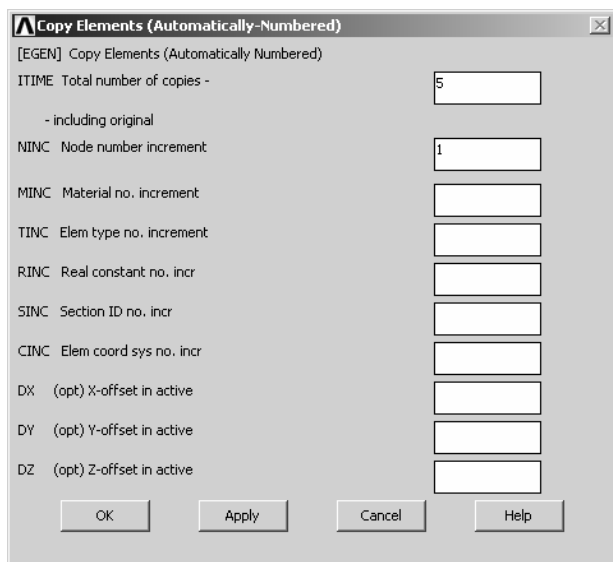 Copy Elements (Automatically-Numbered)
[EGEN] Copy Elements (Automatically Numbered)
ITIME Total number of copies - 5
- including original
NINC Node number increment 1
MINC Material no. increment
TINC Elem type no. increment
RINC Real constant no. incr
SINC Section ID no. incr
CINC Elem coord sys no. incr
DX (opt) X-offset in active
DY (opt) Y-offset in active
DZ (opt) Z-offset in active
OK Apply Cancel Help